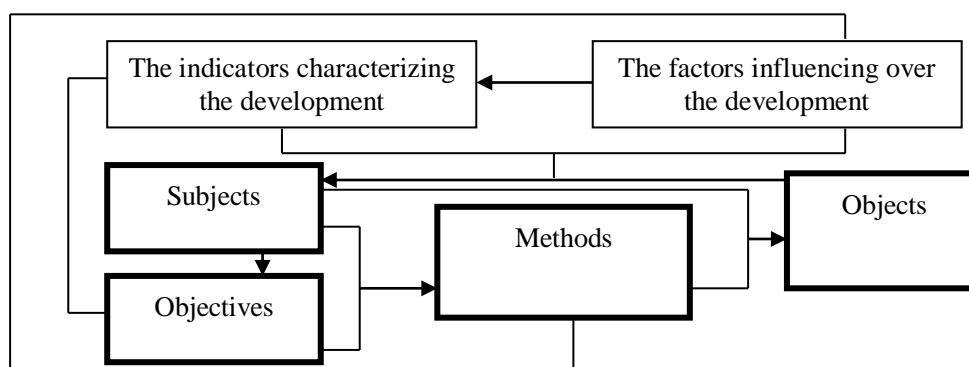 The indicators characterizing
the development
The factors influencing over
the development
Subjects
Objects
Methods
Objectives